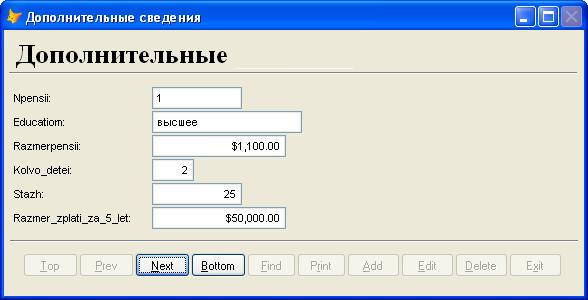 Дополнительные сведения
Дополнительные
Npensii: 1
Educatiom: высшее
Razmerpensii: $1,100.00
Kolvo_detei: 2
Stazh: 25
Razmer_zplati_za_5_let: $50,000.00
Top Prev Next Bottom Find Print Add Edit Delete Exit